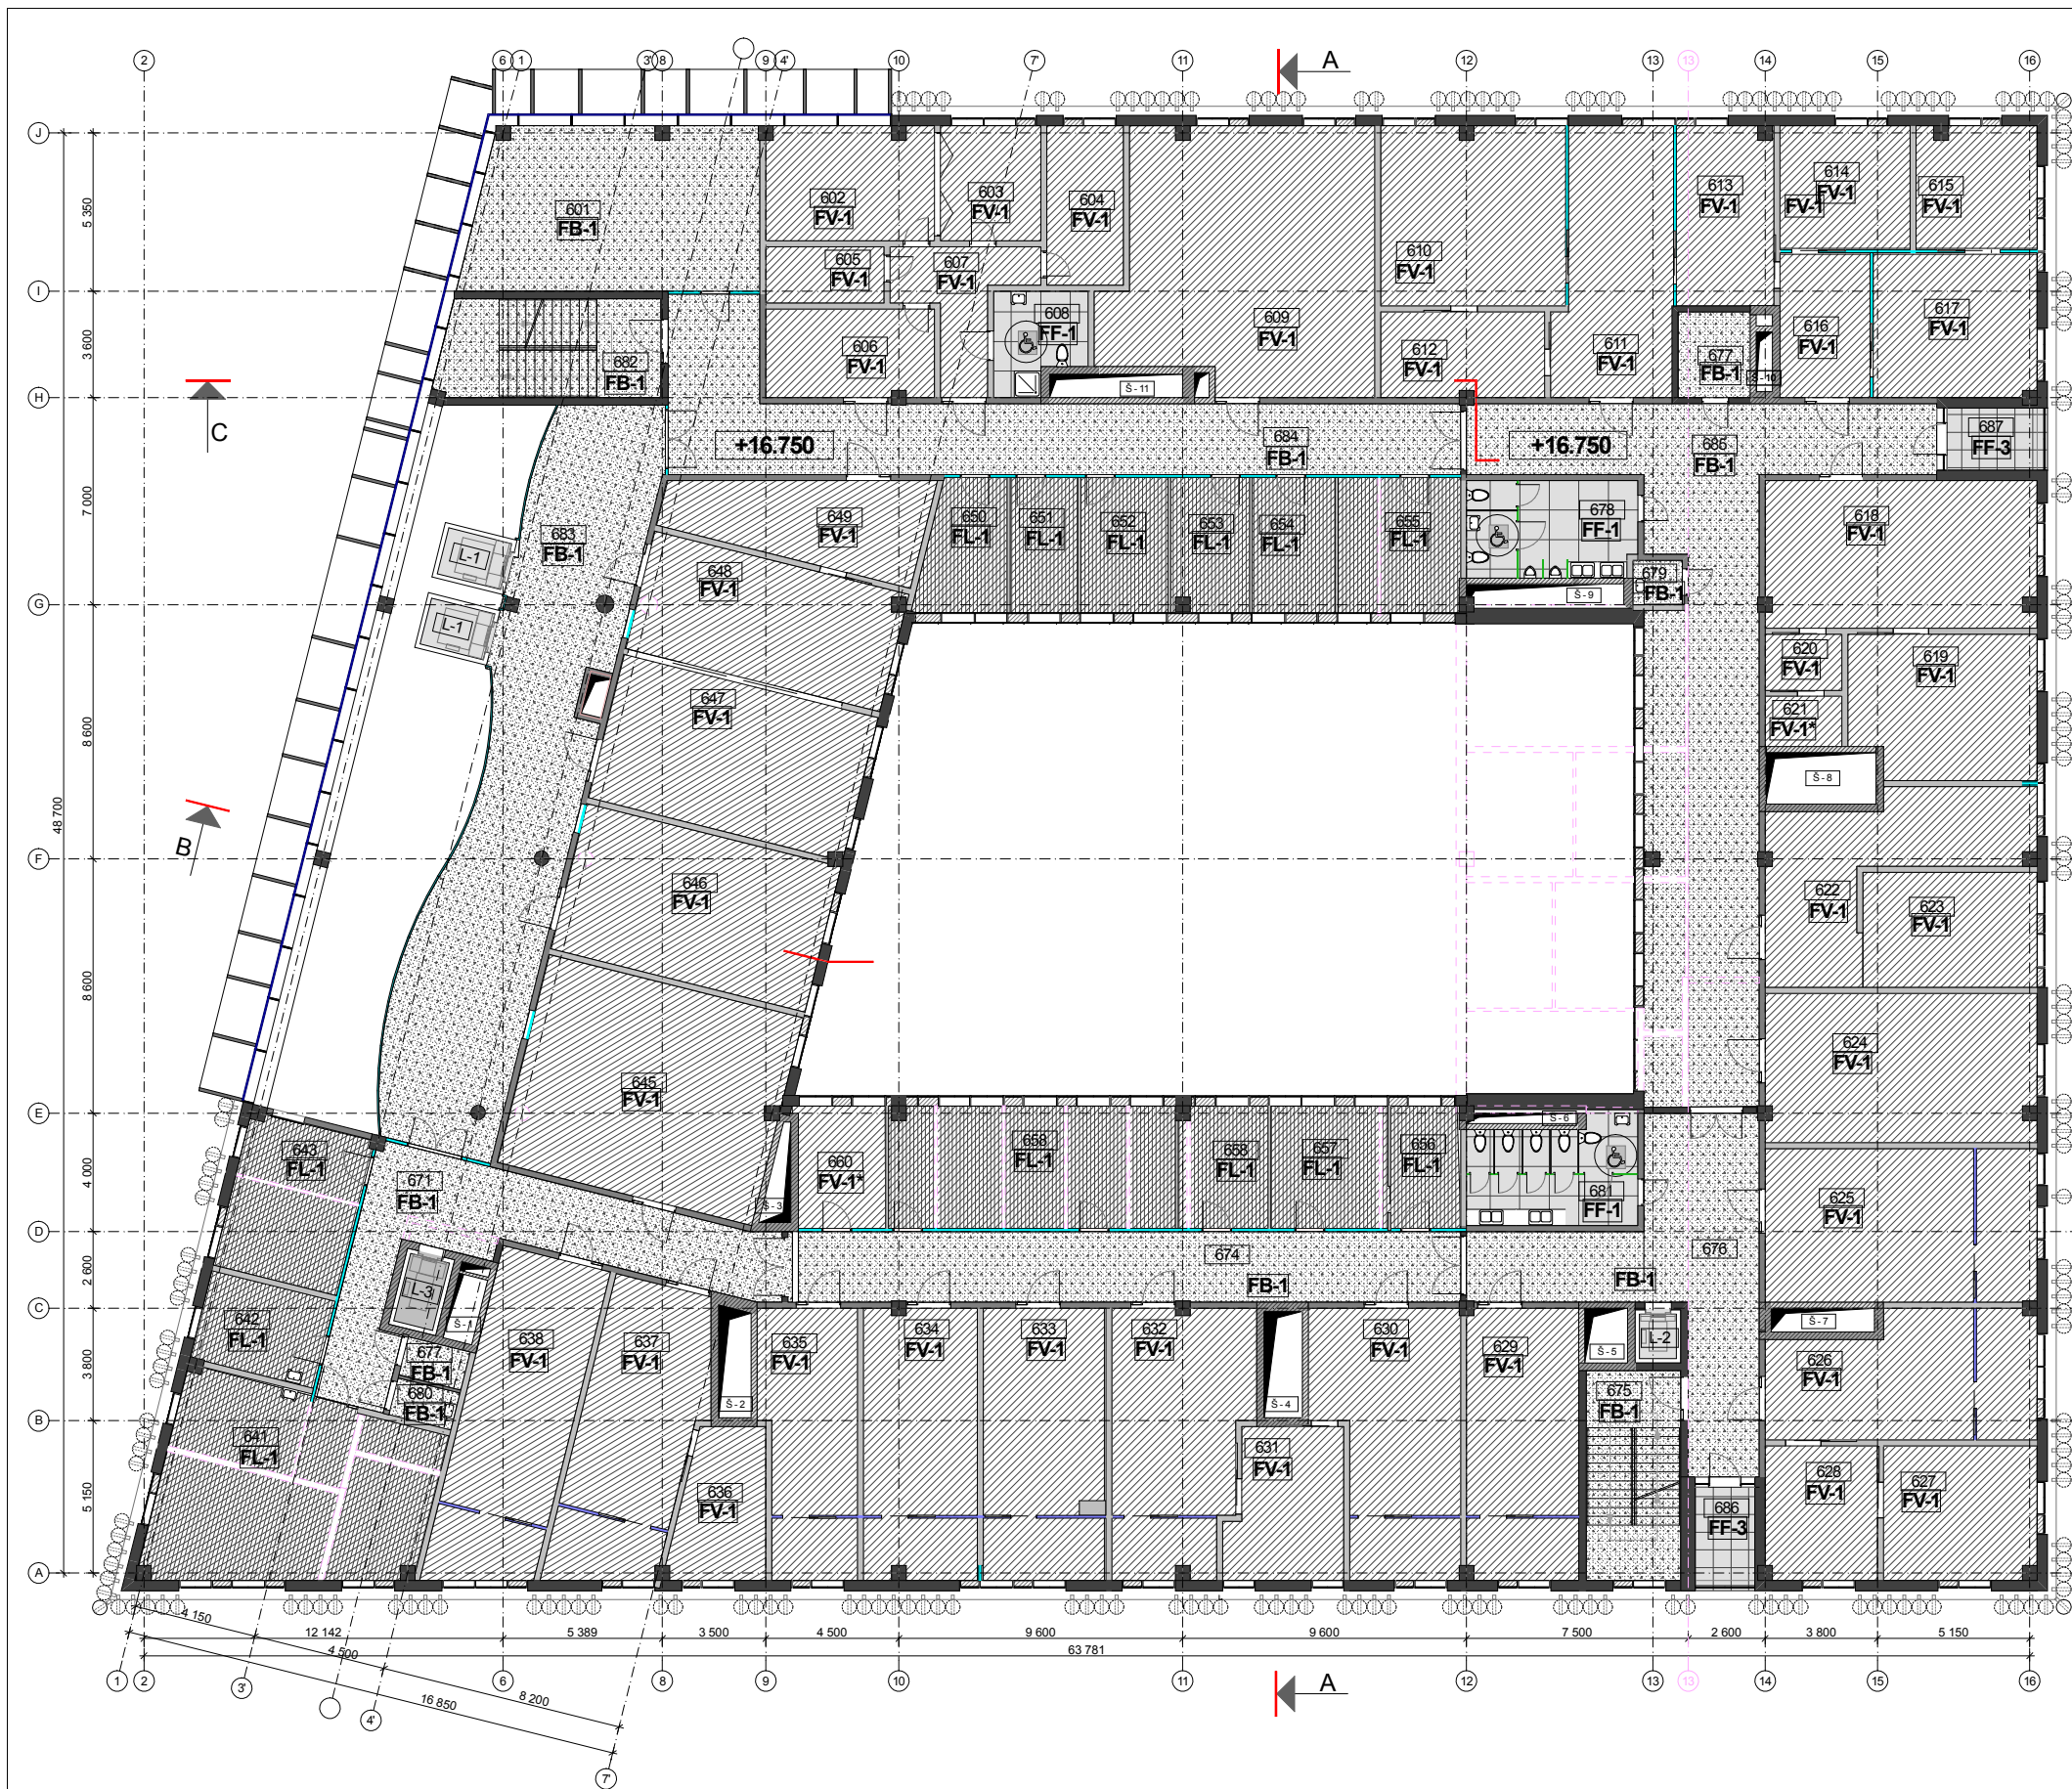 2
6
1
3'
8
9
4'
10
7'
11
A
12
13
13
14
15
16
J
I
H
G
F
E
D
C
B
A
5 350
3 600
7 000
8 600
8 600
4 000
2 600
3 800
5 150
48 700
C
B
601
FB-1
602
FV-1
603
FV-1
604
FV-1
605
FV-1
606
FV-1
607
FV-1
608
FF-1
609
FV-1
610
FV-1
611
FV-1
612
FV-1
613
FV-1
614
FV-1
FV-1
615
FV-1
616
FV-1
617
FV-1
677
FB-1
Š - 10
Š - 11
682
FB-1
+16.750
684
FB-1
+16.750
685
FB-1
687
FF-3
683
FB-1
L-1
L-1
649
FV-1
650
FL-1
651
FL-1
652
FL-1
653
FL-1
654
FL-1
655
FL-1
678
FF-1
679
FB-1
Š - 9
618
FV-1
648
FV-1
647
FV-1
646
FV-1
645
FV-1
620
FV-1
619
FV-1
621
FV-1*
Š - 8
622
FV-1
623
FV-1
624
FV-1
643
FL-1
671
FB-1
Š - 3
660
FV-1*
658
FL-1
658
FL-1
657
FL-1
656
FL-1
Š - 6
681
FF-1
625
FV-1
674
FB-1
676
FB-1
642
FL-1
L-3
Š - 1
677
FB-1
680
FB-1
641
FL-1
638
FV-1
637
FV-1
Š - 2
635
FV-1
634
FV-1
633
FV-1
632
FV-1
Š - 4
630
FV-1
629
FV-1
Š - 5
L-2
Š - 7
626
FV-1
675
FB-1
631
FV-1
636
FV-1
628
FV-1
627
FV-1
686
FF-3
4 150
12 142
5 389
3 500
4 500
9 600
9 600
7 500
2 600
3 800
5 150
63 781
4 500
8 200
16 850
1
2
3'
4'
7'
6
8
9
10
11
A
12
13
13
14
15
16